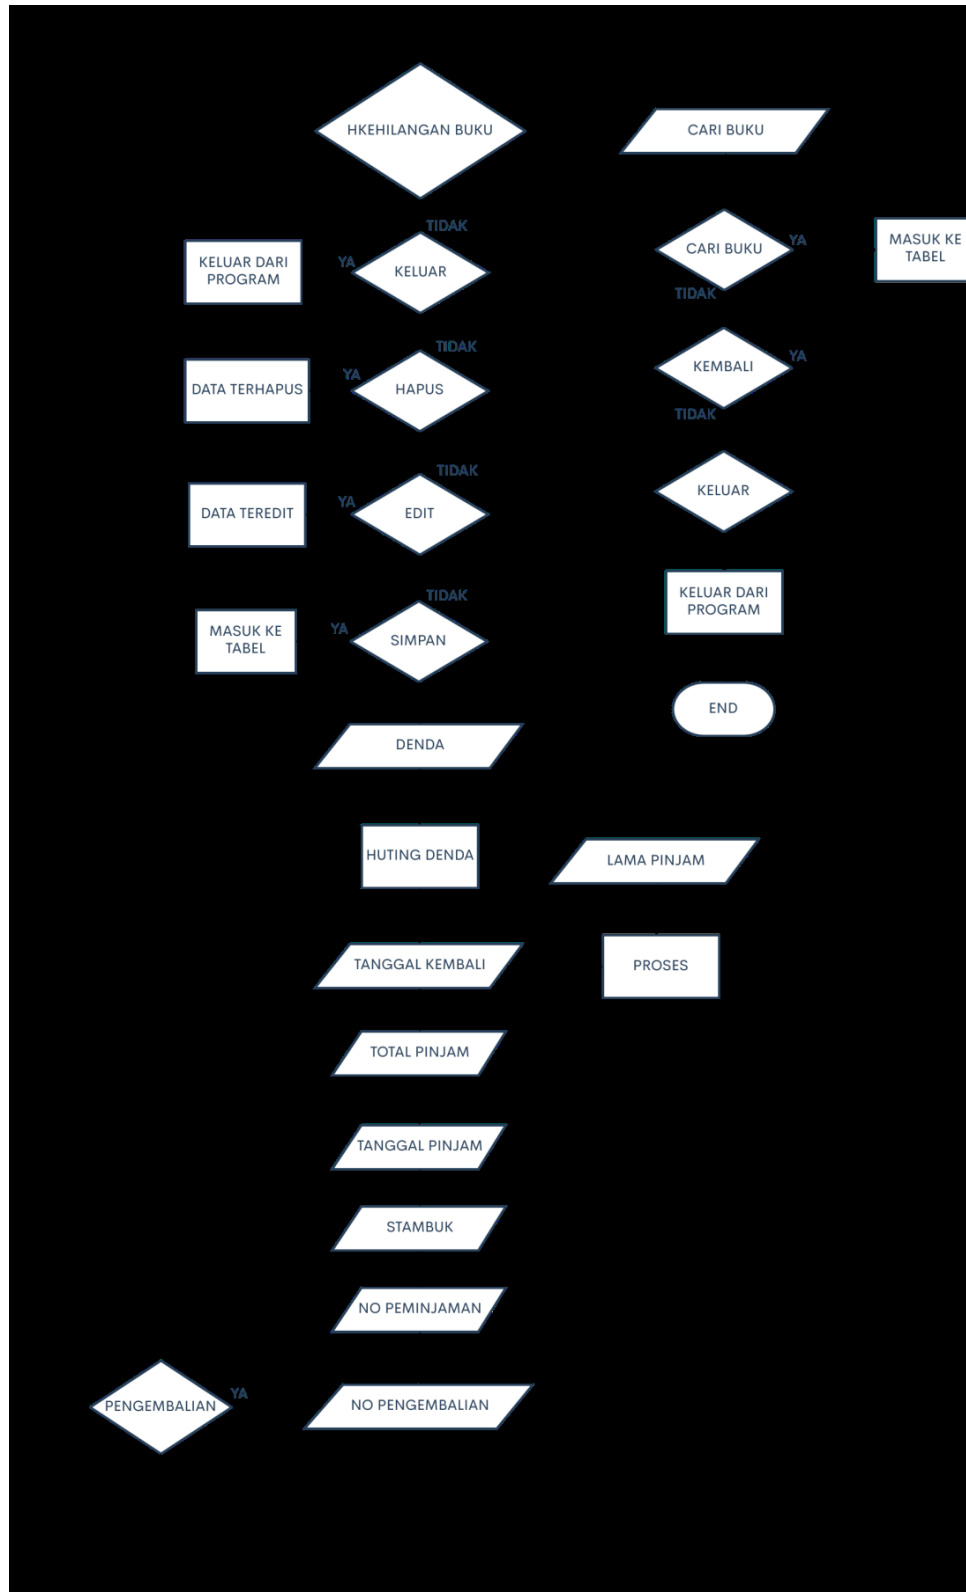 HKEHILANGAN BUKU
CARI BUKU
TIDAK
YA
KELUAR
KELUAR DARI
PROGRAM
CARI BUKU
YA
MASUK KE
TABEL
TIDAK
TIDAK
YA
HAPUS
DATA TERHAPUS
KEMBALI
YA
TIDAK
TIDAK
YA
EDIT
DATA TEREDIT
KELUAR
TIDAK
YA
SIMPAN
MASUK KE
TABEL
KELUAR DARI
PROGRAM
END
DENDA
HUTING DENDA
LAMA PINJAM
TANGGAL KEMBALI
PROSES
TOTAL PINJAM
TANGGAL PINJAM
STAMBUK
NO PEMINJAMAN
PENGEMBALIAN
YA
NO PENGEMBALIAN